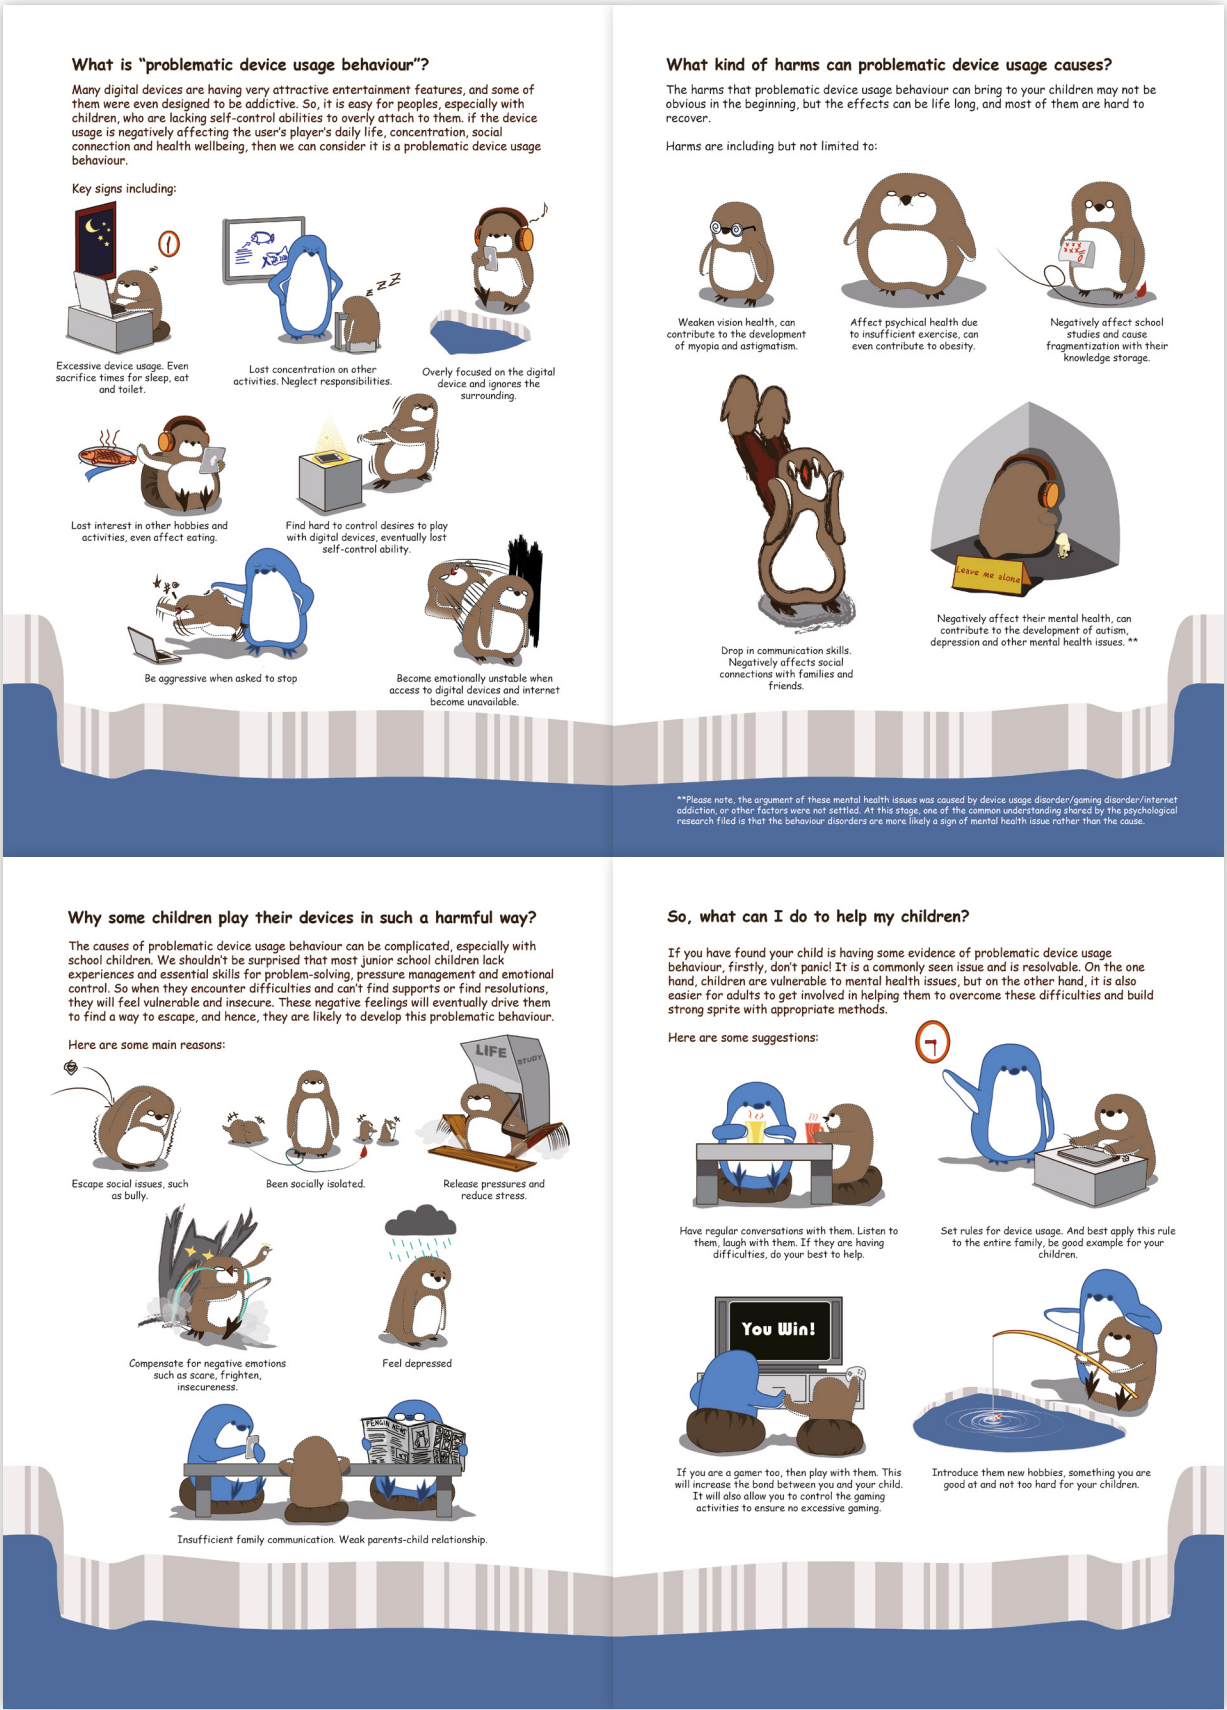 What is “problematic device usage behaviour”?
Many digital devices are having very attractive entertainment features, and some of
them were even designed to be addictive. So, it is easy for peoples, especially with
children, who are lacking self-control abilities to overly attach to them. if the device
usage is negatively affecting the user's player's daily life, concentration, social
connection and health wellbeing, then we can consider it is a problematic device usage
behaviour.
Key signs including:
Excessive device usage. Even
sacrifice times for sleep, eat
and toilet.
z z z
Lost concentration on other
activities. Neglect responsibilities.
Overly focused on the digital
device and ignores the
surrounding.
Lost interest in other hobbies and
activities, even affect eating.
Find hard to control desires to play
with digital devices, eventually lost
self-control ability.
Be aggressive when asked to stop
Become emotionally unstable when
access to digital devices and internet
become unavailable.
What kind of harms can problematic device usage causes?
The harms that problematic device usage behaviour can bring to your children may not be
obvious in the beginning, but the effects can be life long, and most of them are hard to
recover.
Harms are including but not limited to:
Weaken vision health, can
contribute to the development
of myopia and astigmatism.
Affect psychical health due
to insufficient exercise, can
even contribute to obesity.
Negatively affect school
studies and cause
fragmentization with their
knowledge storage.
Drop in communication skills.
Negatively affects social
connections with families and
friends.
Leave me alone
Negatively affect their mental health, can
contribute to the development of autism,
depression and other mental health issues. **
**Please note, the argument of these mental health issues was caused by device usage disorder/gaming disorder/internet
addiction, or other factors were not settled. At this stage, one of the common understanding shared by the psychological
research filed is that the behaviour disorders are more likely a sign of mental health issue rather than the cause.
Why some children play their devices in such a harmful way?
The causes of problematic device usage behaviour can be complicated, especially with
school children. We shouldn't be surprised that most junior school children lack
experiences and essential skills for problem-solving, pressure management and emotional
control. So when they encounter difficulties and can't find supports or find resolutions,
they will feel vulnerable and insecure. These negative feelings will eventually drive them
to find a way to escape, and hence, they are likely to develop this problematic behaviour.
Here are some main reasons:
Escape social issues, such
as bully.
Been socially isolated.
LIFE
STUDY
Release pressures and
reduce stress.
Compensate for negative emotions
such as scare, frighten,
insecureness.
Feel depressed
PENGIN NEWS
Insufficient family communication. Weak parents-child relationship.
So, what can I do to help my children?
If you have found your child is having some evidence of problematic device usage
behaviour, firstly, don't panic! It is a commonly seen issue and is resolvable. On the one
hand, children are vulnerable to mental health issues, but on the other hand, it is also
easier for adults to get involved in helping them to overcome these difficulties and build
strong sprite with appropriate methods.
Here are some suggestions:
Have regular conversations with them. Listen to
them, laugh with them. If they are having
difficulties, do your best to help.
Set rules for device usage. And best apply this rule
to the entire family, be good example for your
children.
You Win!
If you are a gamer too, then play with them. This
will increase the bond between you and your child.
It will also allow you to control the gaming
activities to ensure no excessive gaming.
Introduce them new hobbies, something you are
good at and not too hard for your children.